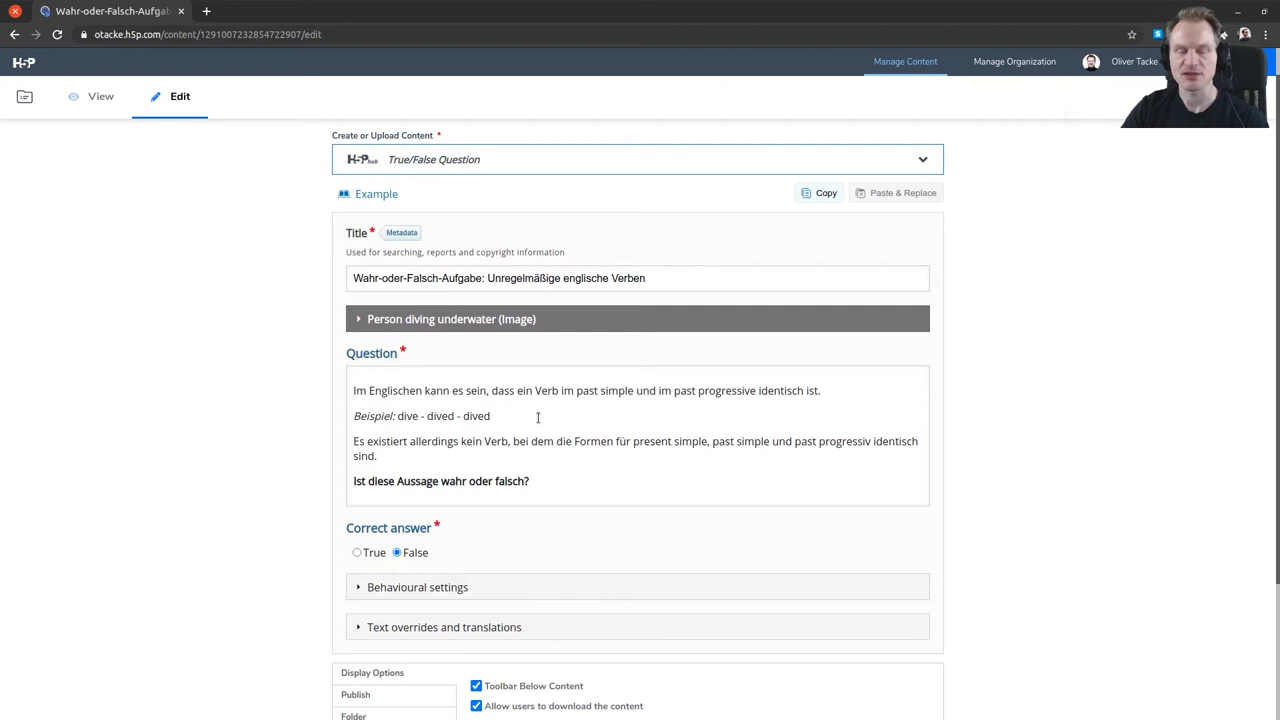 Wahr-oder-Falsch-Aufgab
otacke.h5p.com/content/1291007232854722907/edit
H5P
Manage Content
Manage Organization
Oliver Tacke
View
Edit
Create or Upload Content *
H5P hub True/False Question
Example
Copy
Paste & Replace
Title * Metadata
Used for searching, reports and copyright information
Wahr-oder-Falsch-Aufgabe: Unregelmäßige englische Verben
Person diving underwater (Image)
Question *
Im Englischen kann es sein, dass ein Verb im past simple und im past progressive identisch ist.
Beispiel: dive - dived - dived
Es existiert allerdings kein Verb, bei dem die Formen für present simple, past simple und past progressiv identisch
sind.
Ist diese Aussage wahr oder falsch?
Correct answer *
True False
Behavioural settings
Text overrides and translations
Display Options
Toolbar Below Content
Publish
Allow users to download the content
Folder